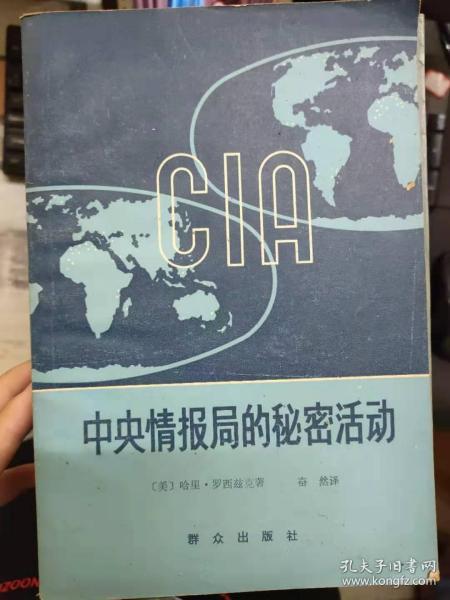 CIA
中央情报局的秘密活动
〔美〕哈里·罗西兹克著 奋然译
群众出版社
孔夫子旧书网
www.kongfz.com